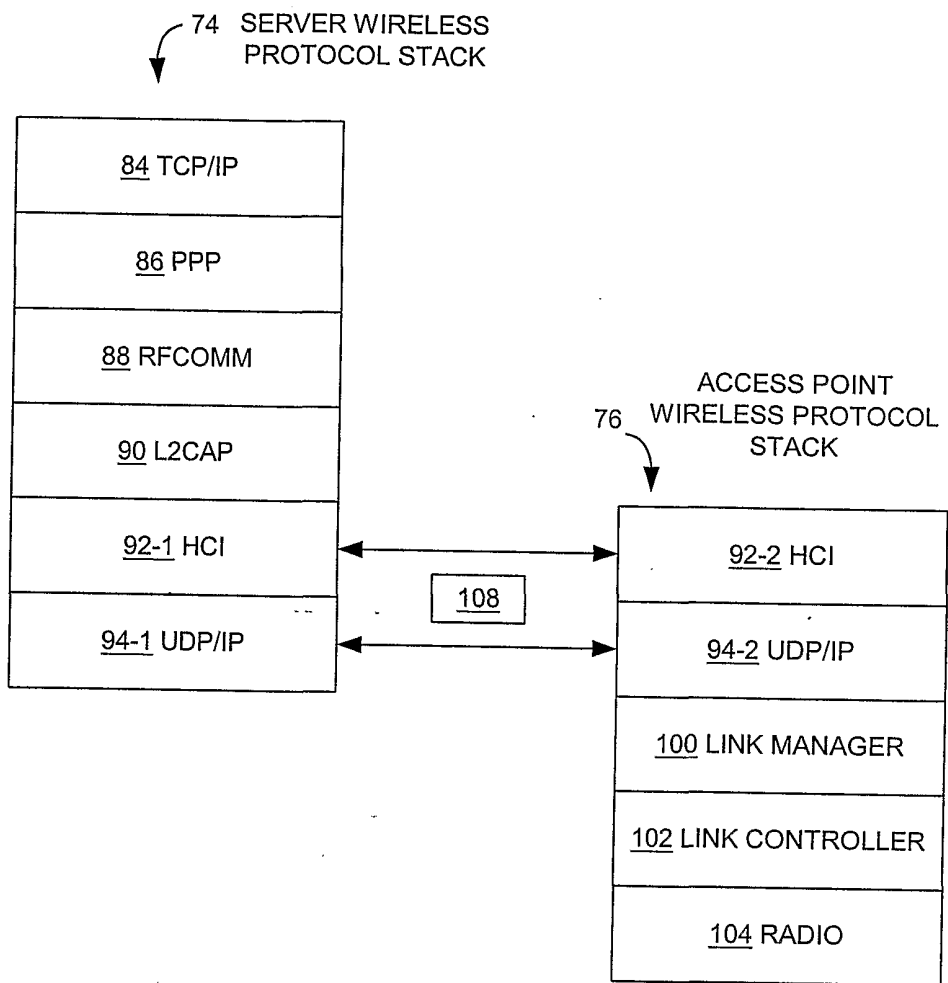 74 SERVER WIRELESS
PROTOCOL STACK
84 TCP/IP
86 PPP
88 RFCOMM
90 L2CAP
92-1 HCI
94-1 UDP/IP
108
76
ACCESS POINT
WIRELESS PROTOCOL
STACK
92-2 HCI
94-2 UDP/IP
100 LINK MANAGER
102 LINK CONTROLLER
104 RADIO